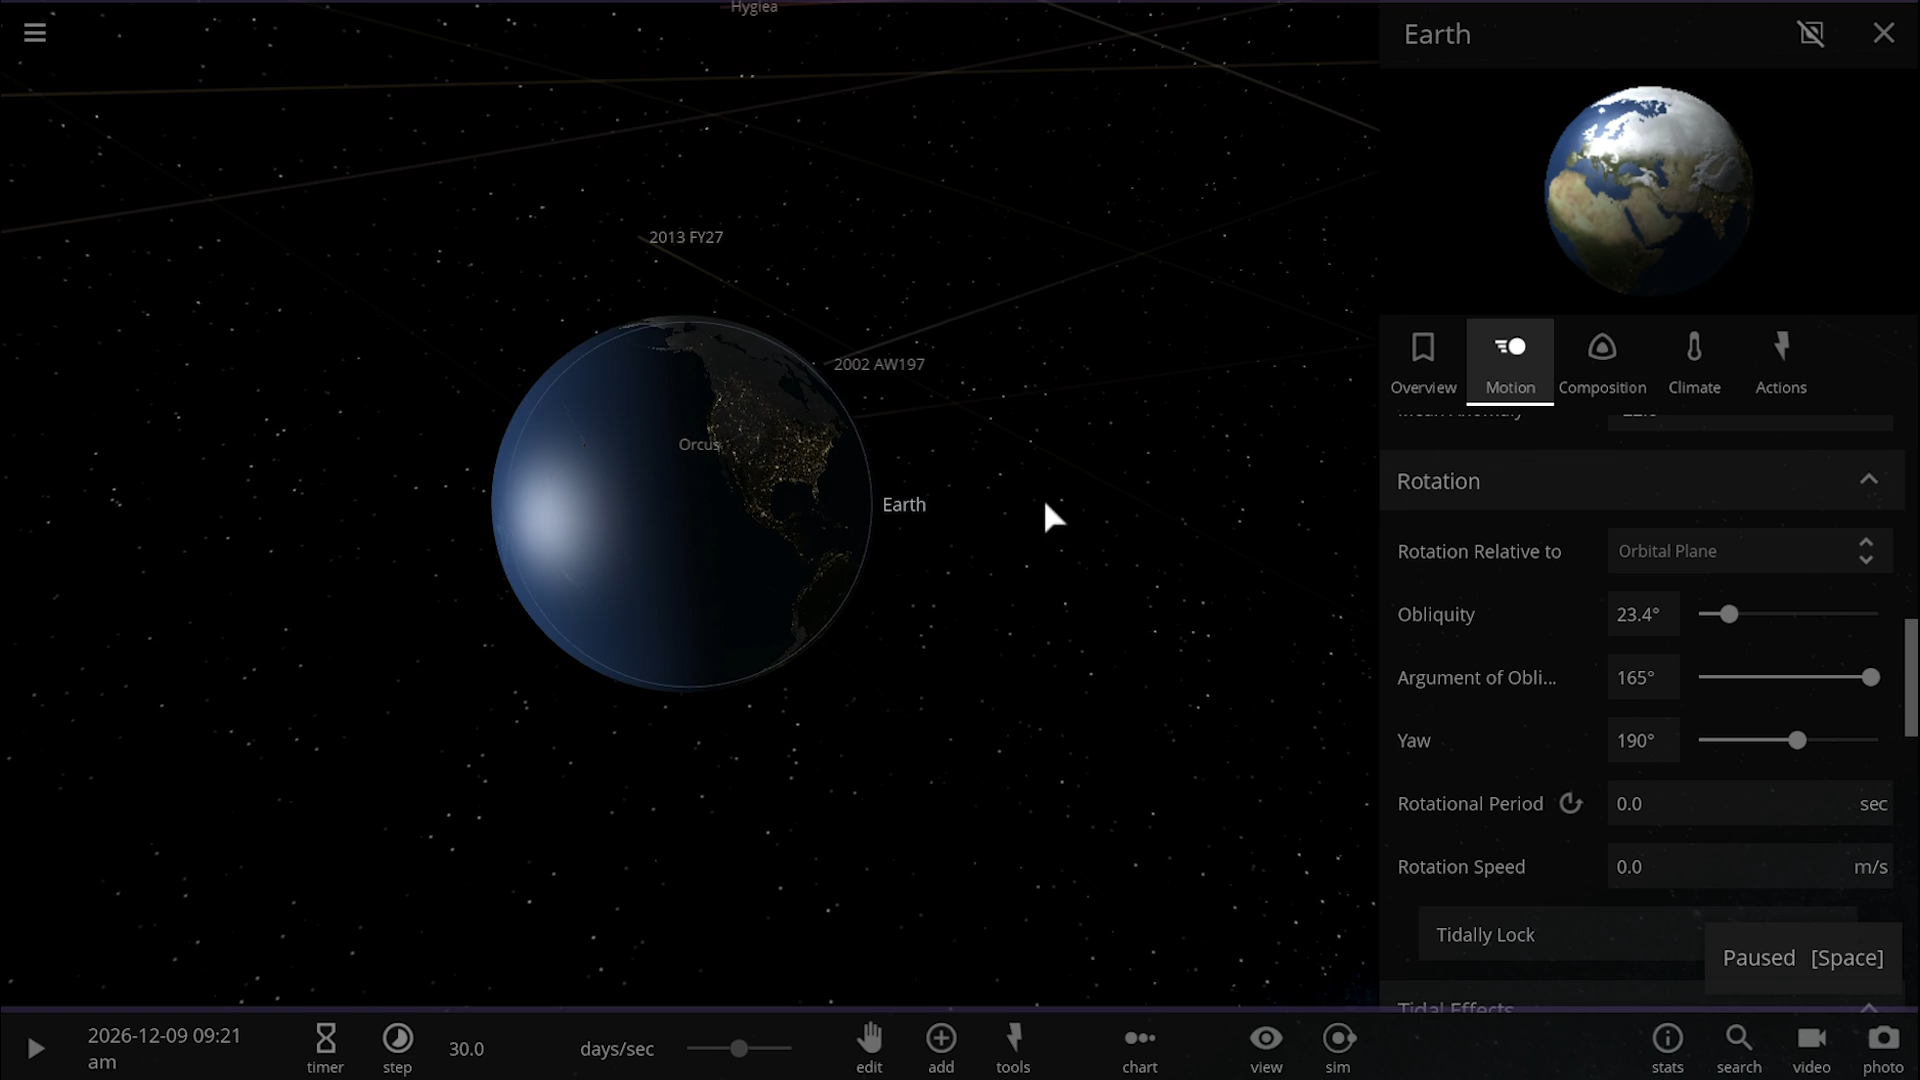 Hygiea
Earth
2013 FY27
2002 AW197
Orcus
Earth
Overview
Motion
Composition
Climate
Actions
Mean Anomaly
Rotation
Rotation Relative to
Orbital Plane
Obliquity
23.4°
Argument of Obli...
165°
Yaw
190°
Rotational Period
0.0
sec
Rotation Speed
0.0
m/s
Tidally Lock
Paused [Space]
Tidal Effects
2026-12-09 09:21
am
timer
step
30.0
days/sec
edit
add
tools
chart
view
sim
stats
search
video
photo